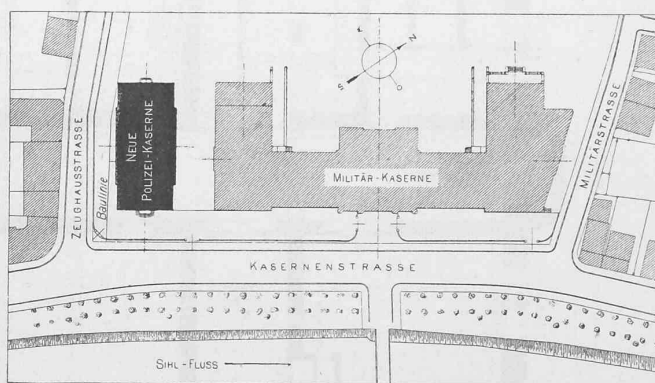 N
S
O
ZEUGHAUSSTRASSE
Baulinie
NEUE
POLIZEI-KASERNE
MILITÄR-KASERNE
MILITÄRSTRASSE
KASERNENSTRASSE
SIHL-FLUSS